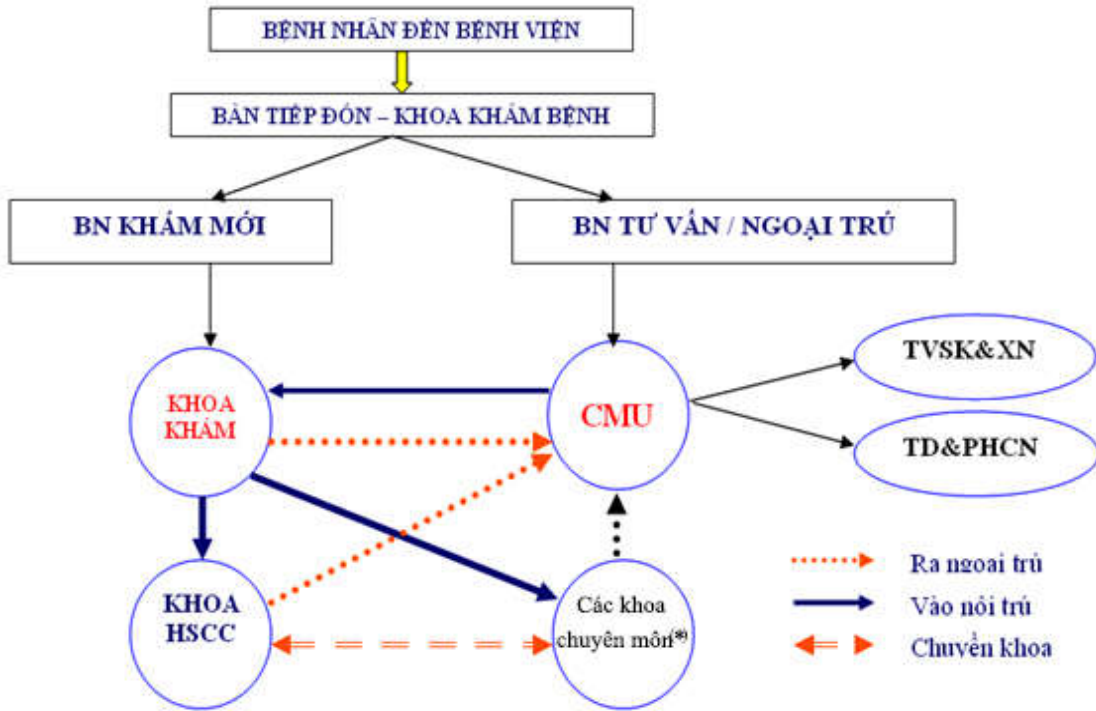 BỆNH NHÂN ĐẾN BỆNH VIỆN
BÀN TIẾP ĐÓN – KHOA KHÁM BỆNH
BN KHÁM MỚI
BN TƯ VẤN / NGOẠI TRÚ
TVSK&XN
KHOA
KHÁM
CMU
TD&PHCN
Ra ngoai trú
KHOA
HSCC
Các khoa
chuyên môn(*)
Vào nôi trú
Chuyển khoa